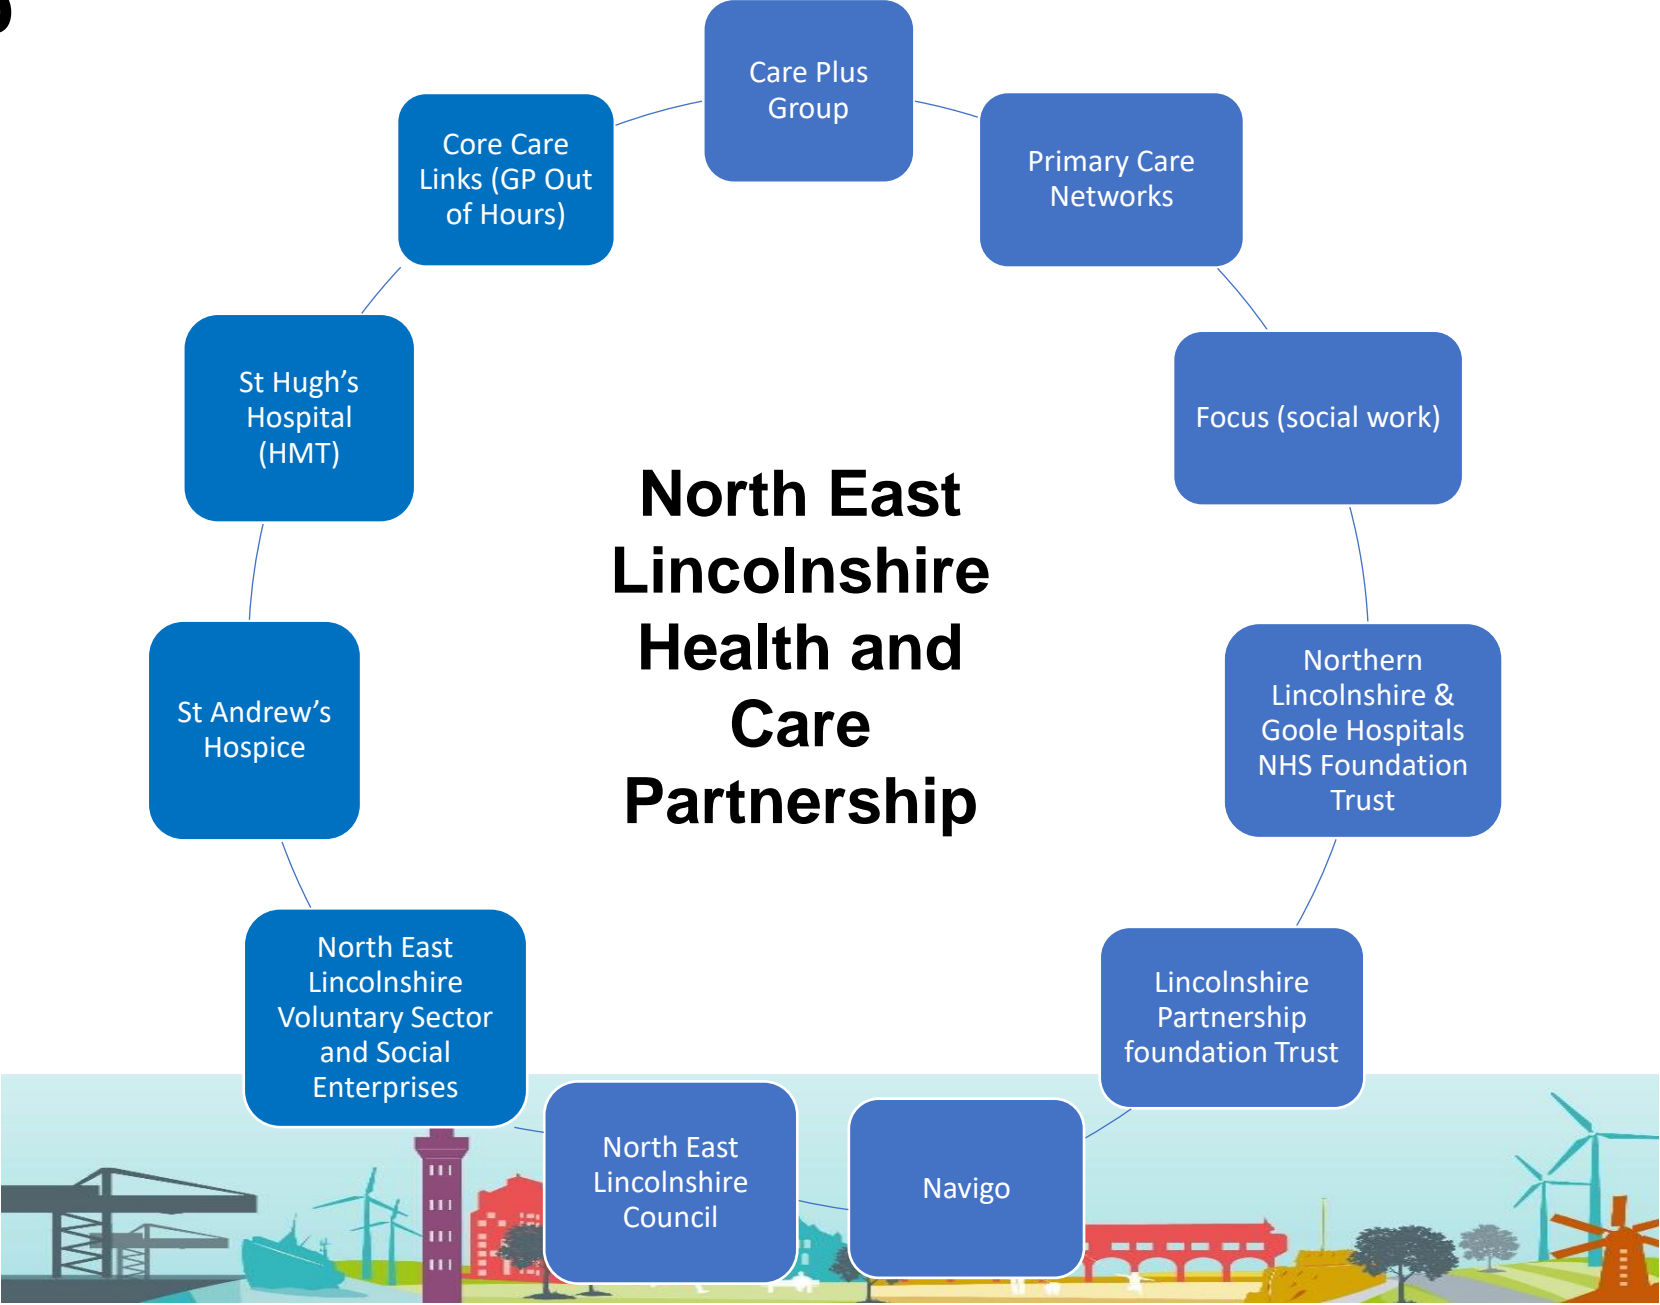 Care Plus
Group
Primary Care
Networks
Focus (social work)
Northern
Lincolnshire &
Goole Hospitals
NHS Foundation
Trust
Lincolnshire
Partnership
foundation Trust
Navigo
North East
Lincolnshire
Council
North East
Lincolnshire
Voluntary Sector
and Social
Enterprises
St Andrew’s
Hospice
St Hugh’s
Hospital
(HMT)
Core Care
Links (GP Out
of Hours)
North East
Lincolnshire
Health and
Care
Partnership